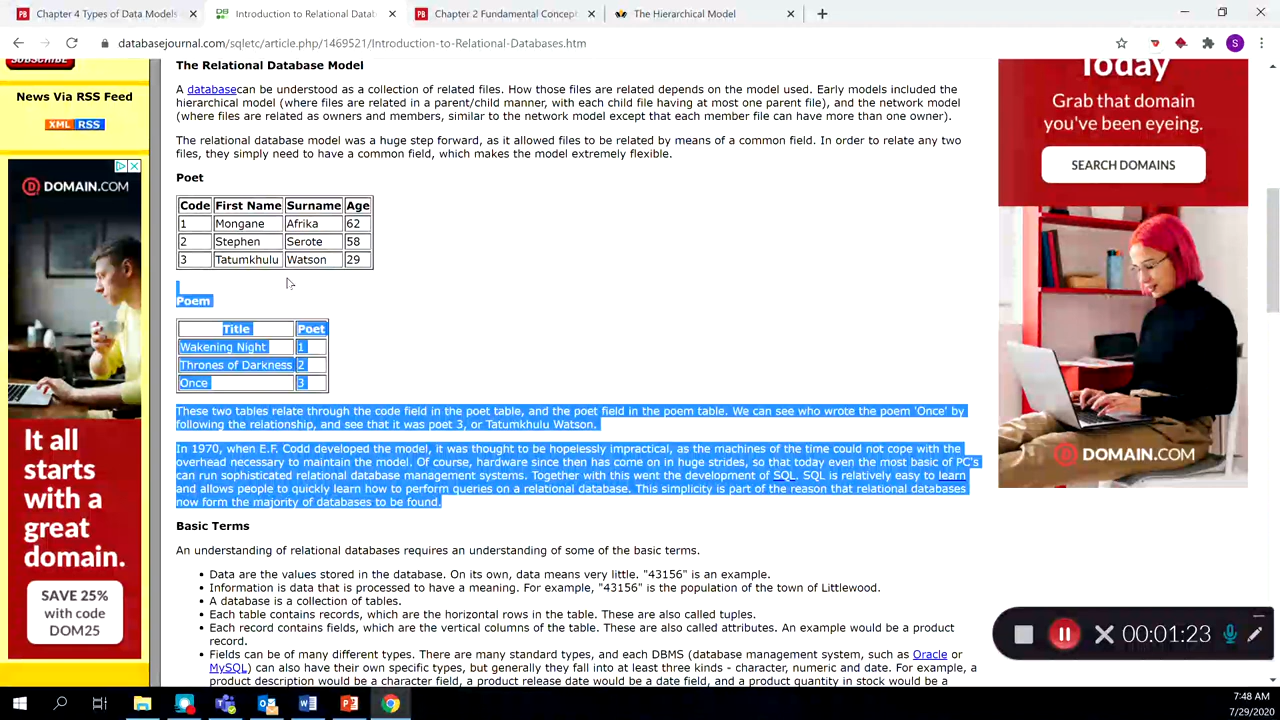 Chapter 4 Types of Data Models -
Introduction to Relational Datab
Chapter 2 Fundamental Concept
The Hierarchical Model
databasejournal.com/sqletc/article.php/1469521/Introduction-to-Relational-Databases.htm
S
SUBSCRIBE
News Via RSS Feed
XML RSS
DOMAIN.COM
It all
starts
with a
great
domain.
SAVE 25%
with code
DOM25
The Relational Database Model
A databasecan be understood as a collection of related files. How those files are related depends on the model used. Early models included the
hierarchical model (where files are related in a parent/child manner, with each child file having at most one parent file), and the network model
(where files are related as owners and members, similar to the network model except that each member file can have more than one owner).
The relational database model was a huge step forward, as it allowed files to be related by means of a common field. In order to relate any two
files, they simply need to have a common field, which makes the model extremely flexible.
Poet
Code First Name Surname Age
1 Mongane Afrika 62
2 Stephen Serote 58
3 Tatumkhulu Watson 29
Poem
Title Poet
Wakening Night 1
Thrones of Darkness 2
Once 3
These two tables relate through the code field in the poet table, and the poet field in the poem table. We can see who wrote the poem 'Once' by
following the relationship, and see that it was poet 3, or Tatumkhulu Watson.
In 1970, when E.F. Codd developed the model, it was thought to be hopelessly impractical, as the machines of the time could not cope with the
overhead necessary to maintain the model. Of course, hardware since then has come on in huge strides, so that today even the most basic of PC's
can run sophisticated relational database management systems. Together with this went the development of SQL. SQL is relatively easy to learn
and allows people to quickly learn how to perform queries on a relational database. This simplicity is part of the reason that relational databases
now form the majority of databases to be found.
Basic Terms
An understanding of relational databases requires an understanding of some of the basic terms.
• Data are the values stored in the database. On its own, data means very little. "43156" is an example.
• Information is data that is processed to have a meaning. For example, "43156" is the population of the town of Littlewood.
• A database is a collection of tables.
• Each table contains records, which are the horizontal rows in the table. These are also called tuples.
• Each record contains fields, which are the vertical columns of the table. These are also called attributes. An example would be a product
record.
• Fields can be of many different types. There are many standard types, and each DBMS (database management system, such as Oracle or
MySQL) can also have their own specific types, but generally they fall into at least three kinds - character, numeric and date. For example, a
product description would be a character field, a product release date would be a date field, and a product quantity in stock would be a
Today
Grab that domain
you've been eyeing.
SEARCH DOMAINS
DOMAIN.COM
00:01:23
7:48 AM
7/29/2020